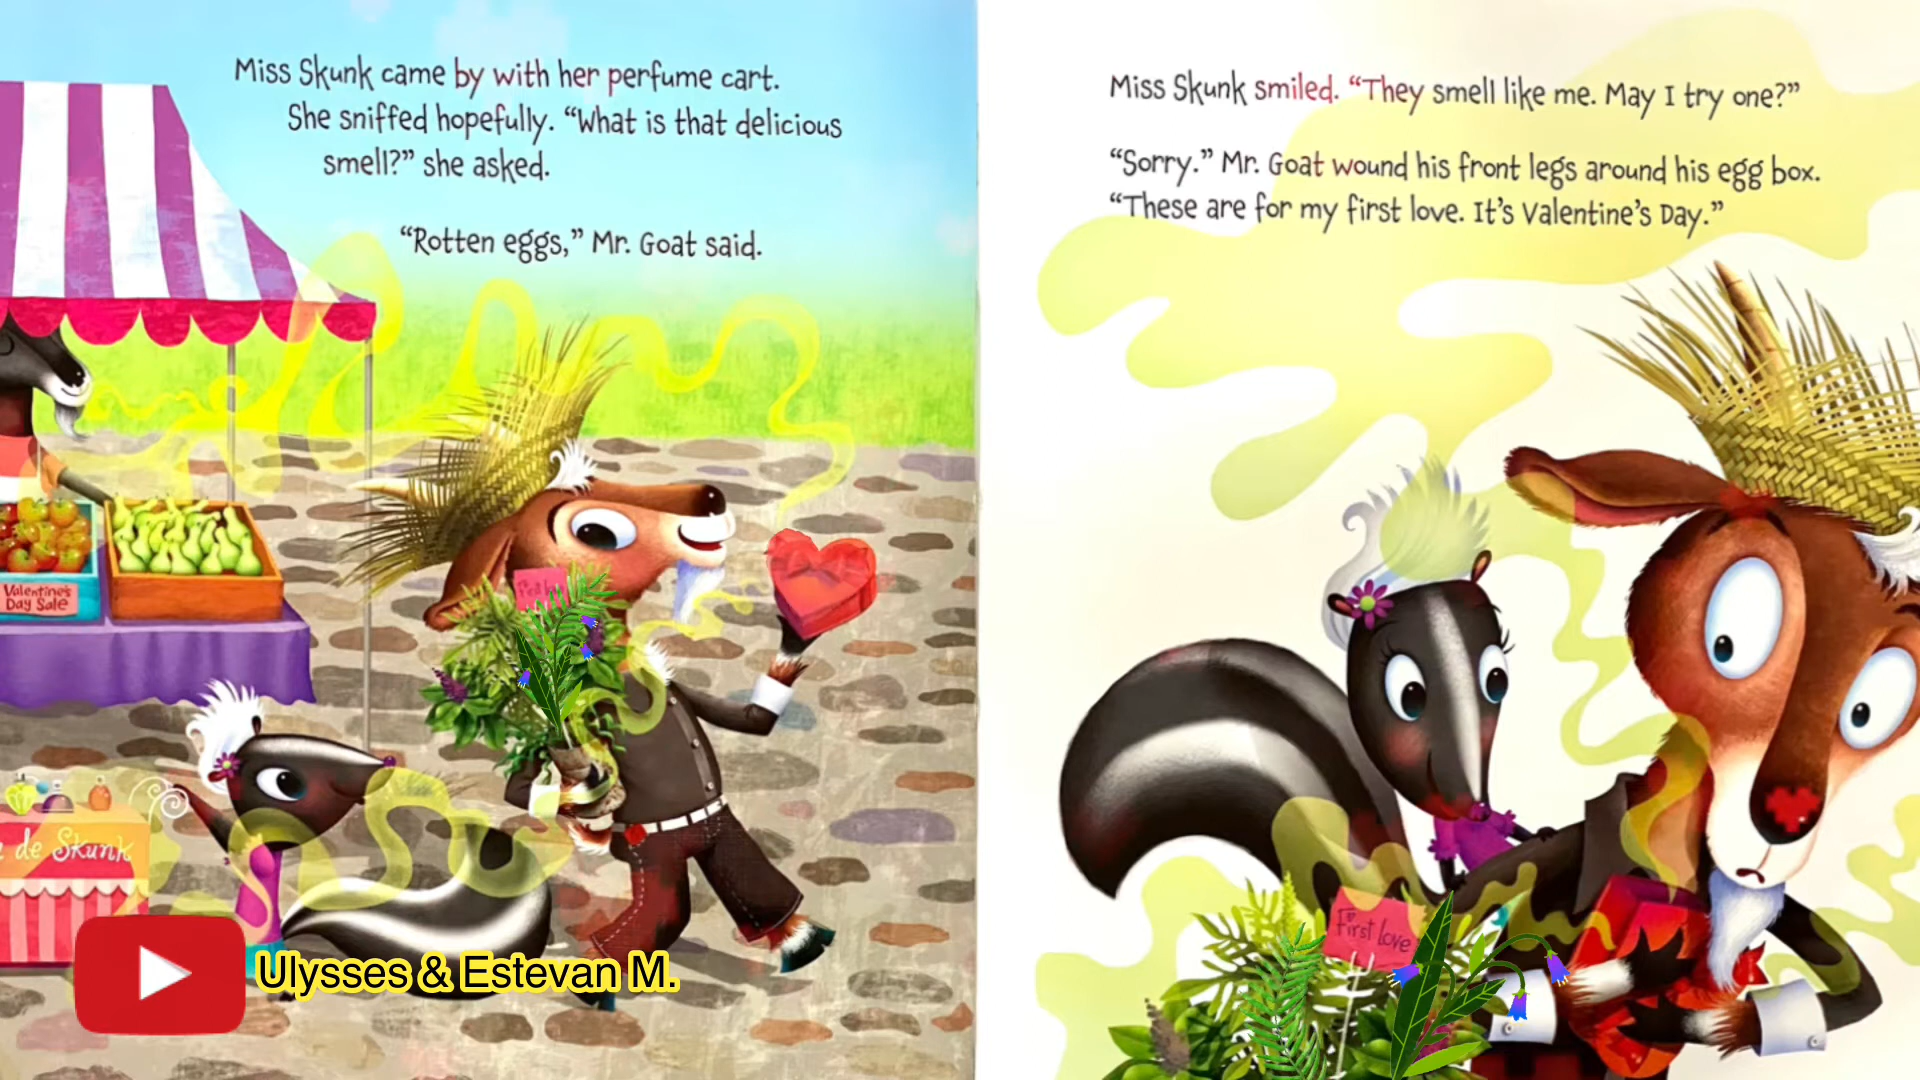 Miss Skunk came by with her perfume cart.
She sniffed hopefully. “What is that delicious
smell?” she asked.
“Rotten eggs,” Mr. Goat said.
Valentine's
Day Sale
de Skunk
Ulysses & Estevan M.
Miss Skunk smiled. “They smell like me. May I try one?”
“Sorry.” Mr. Goat wound his front legs around his egg box.
“These are for my first love. It’s Valentine’s Day.”
First love